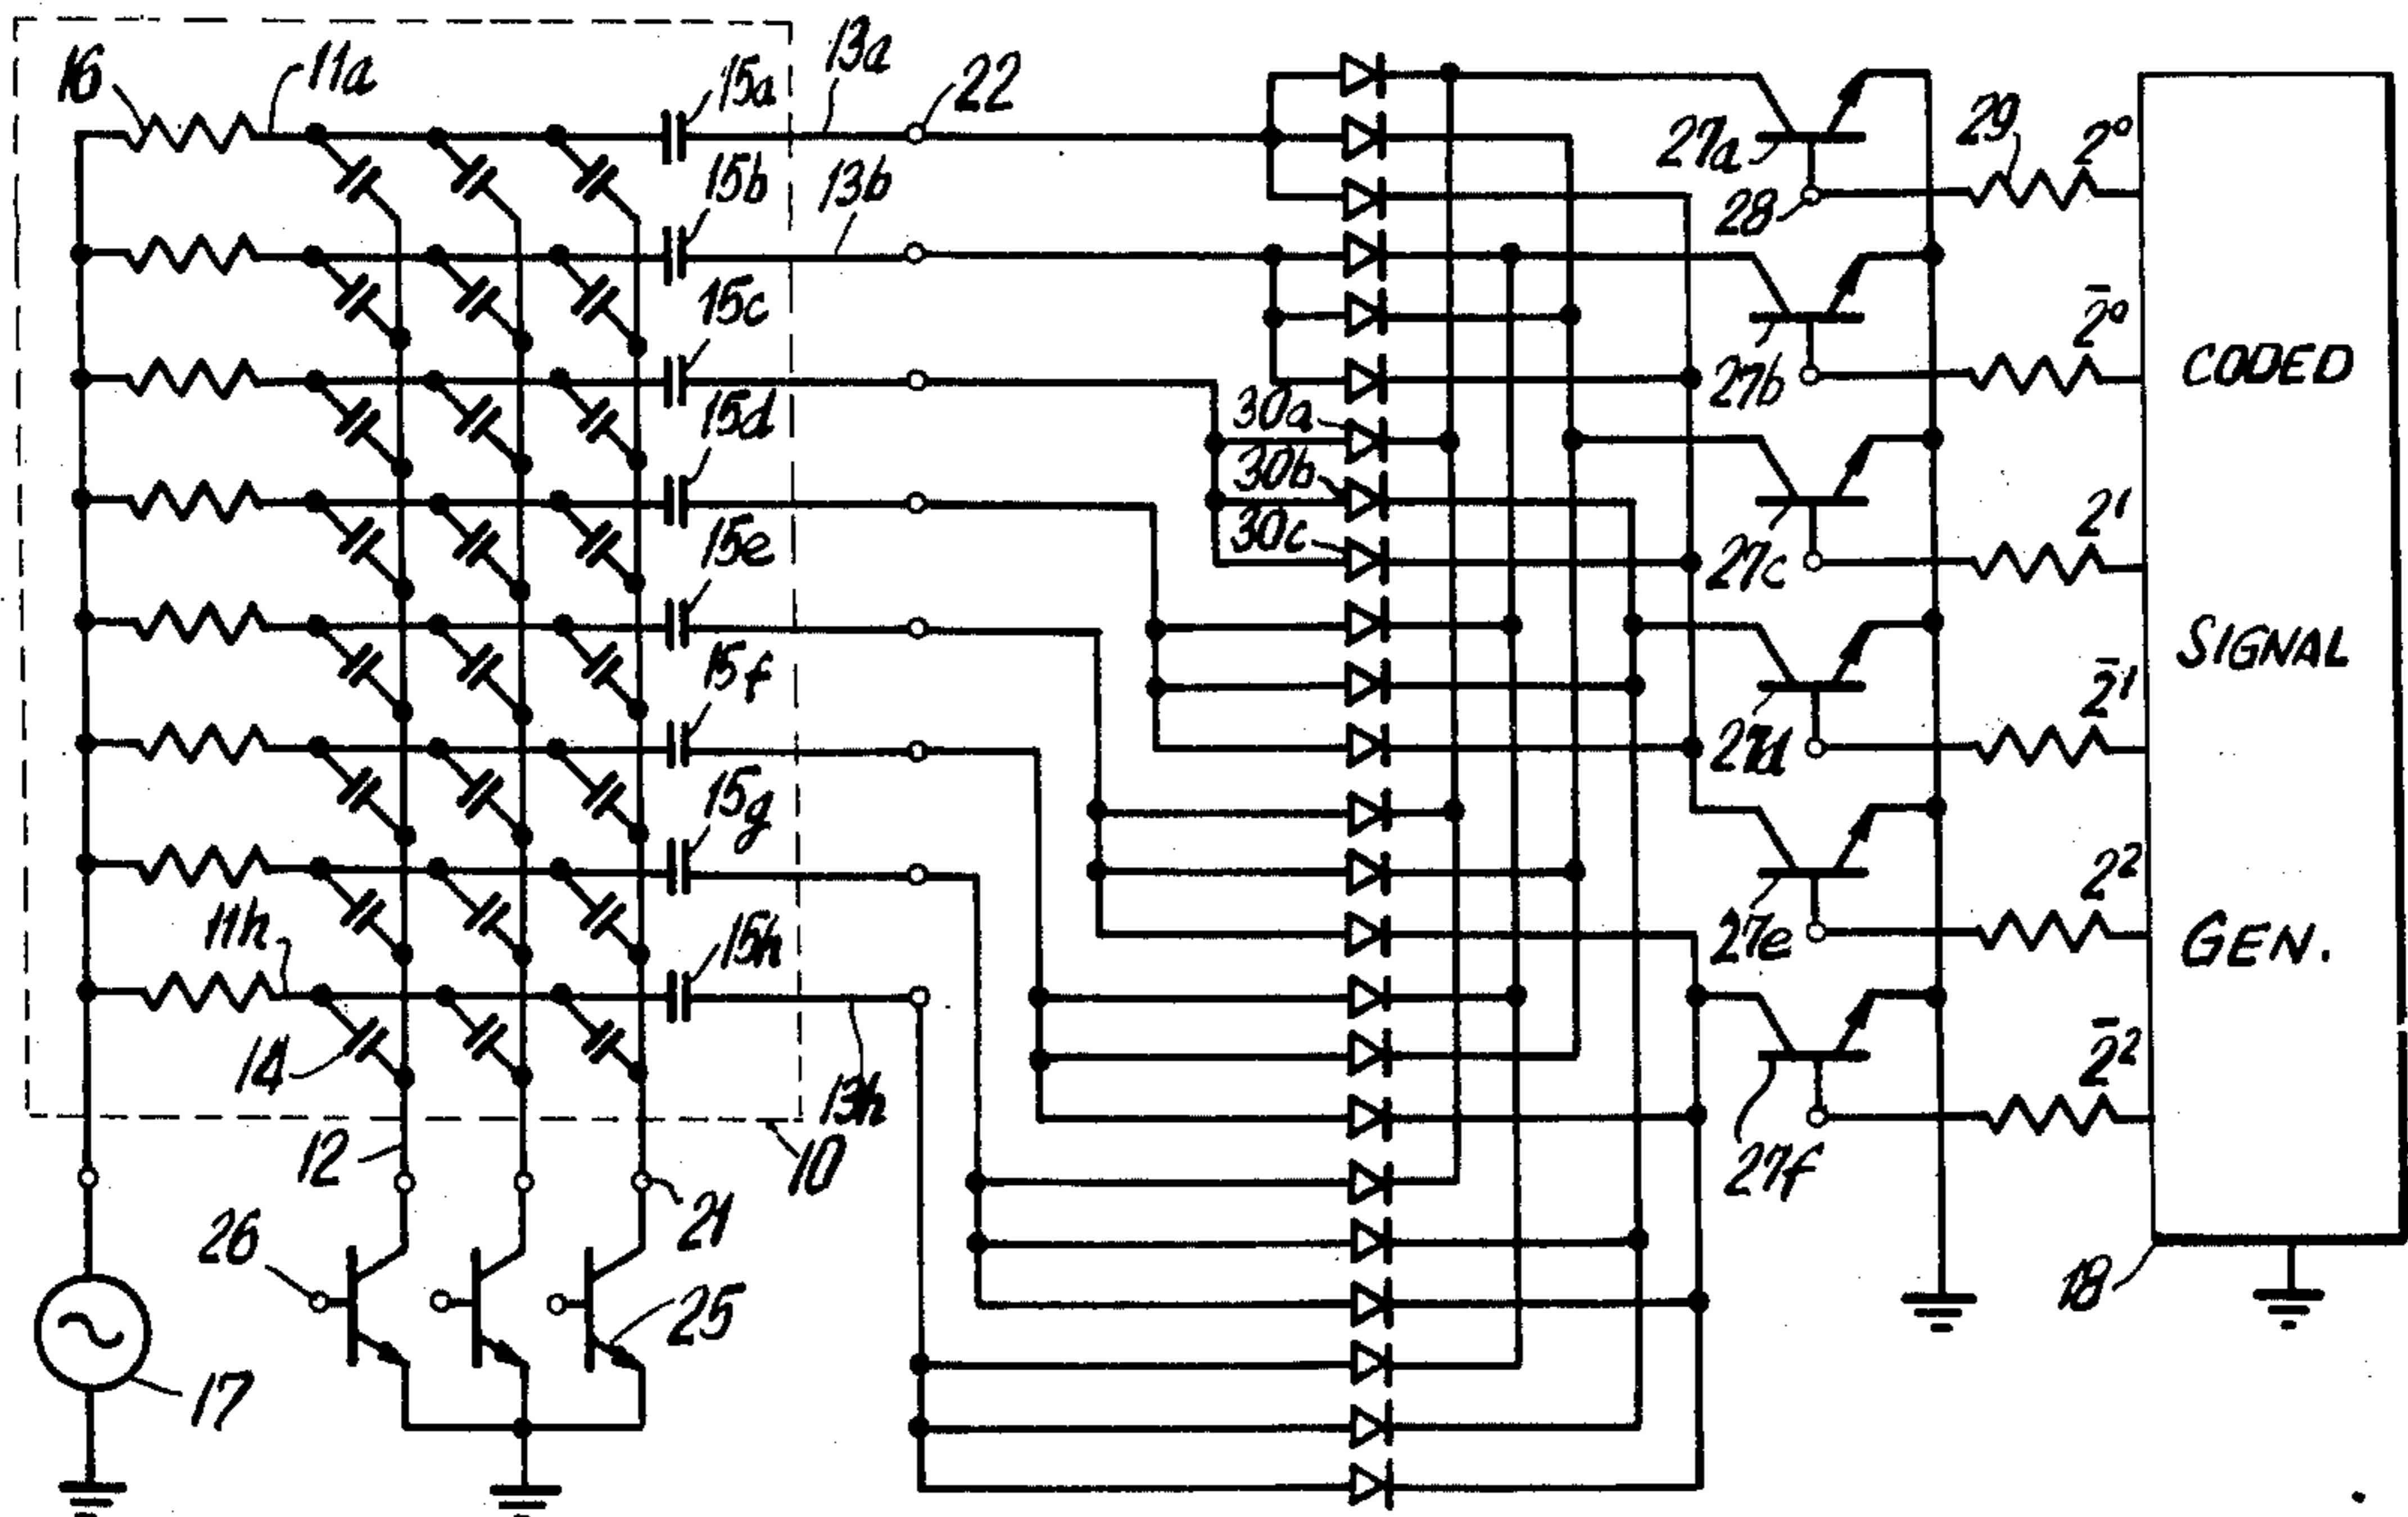 16
11a
15a
13a
22
15b
13b
15c
15d
15e
15f
15g
15h
11h
14
13h
12
10
26
21
25
17
30a
30b
30c
27a
28
29
2⁰
27b
2̄⁰
27c
2¹
27d
2̄¹
27e
2²
27f
2̄²
CODED
SIGNAL
GEN.
18